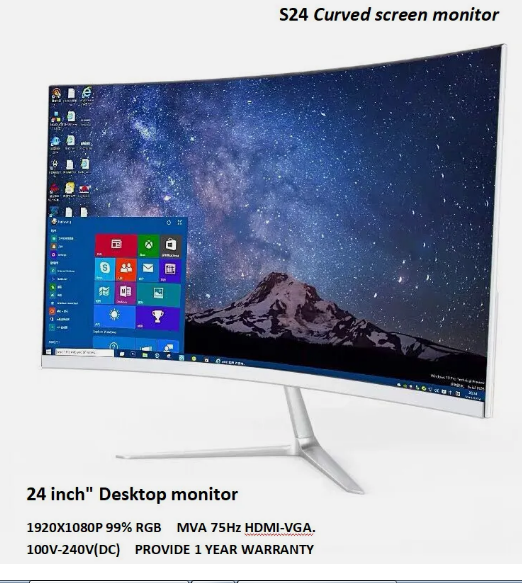 S24 Curved screen monitor
24 inch" Desktop monitor
1920X1080P 99% RGB MVA 75Hz HDMI-VGA.
100V-240V(DC) PROVIDE 1 YEAR WARRANTY